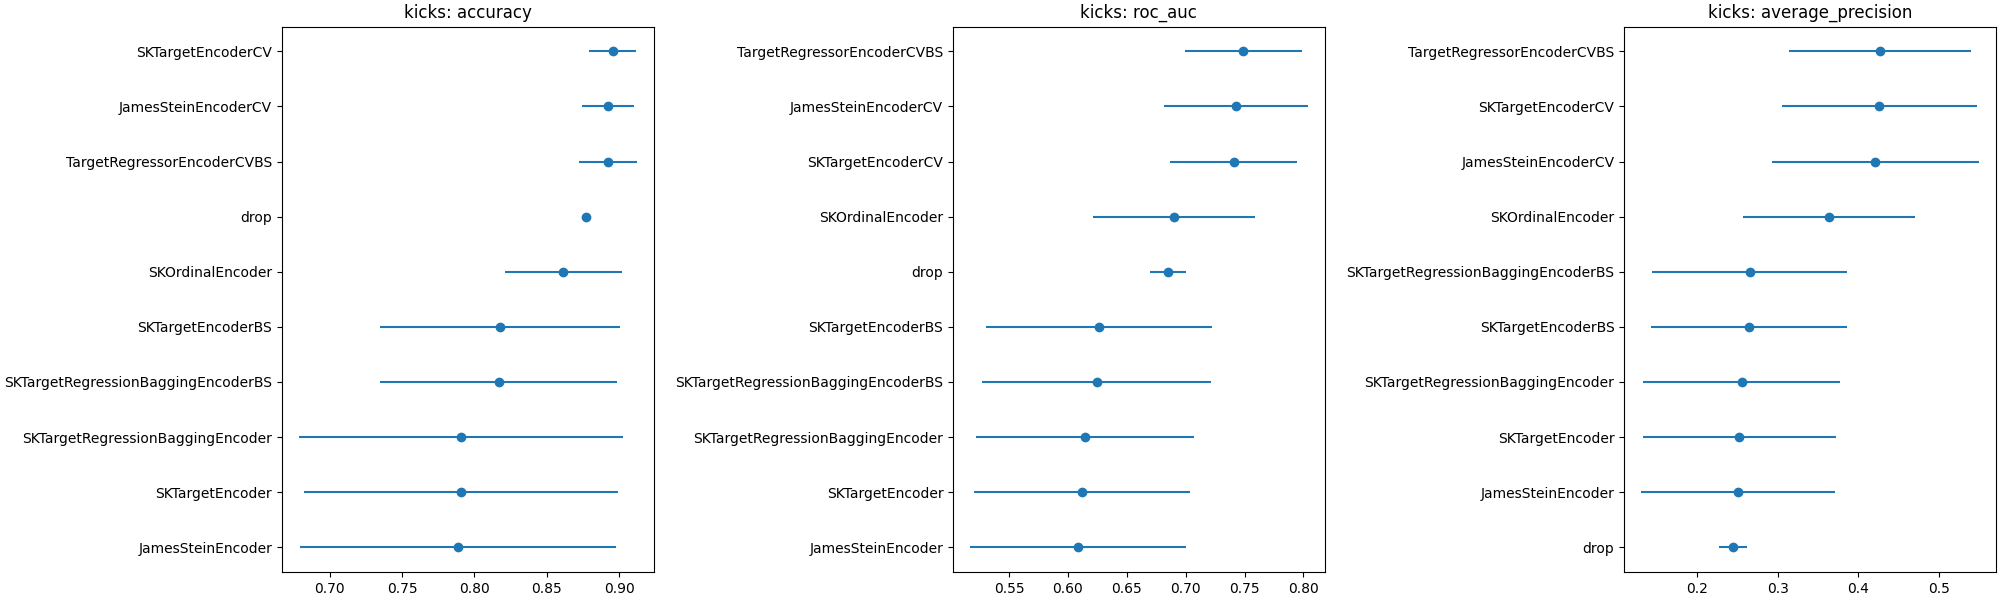 kicks: accuracy
SKTargetEncoderCV
JamesSteinEncoderCV
TargetRegressorEncoderCVBS
drop
SKOrdinalEncoder
SKTargetEncoderBS
SKTargetRegressionBaggingEncoderBS
SKTargetRegressionBaggingEncoder
SKTargetEncoder
JamesSteinEncoder
0.70 0.75 0.80 0.85 0.90
kicks: roc_auc
TargetRegressorEncoderCVBS
JamesSteinEncoderCV
SKTargetEncoderCV
SKOrdinalEncoder
drop
SKTargetEncoderBS
SKTargetRegressionBaggingEncoderBS
SKTargetRegressionBaggingEncoder
SKTargetEncoder
JamesSteinEncoder
0.55 0.60 0.65 0.70 0.75 0.80
kicks: average_precision
TargetRegressorEncoderCVBS
SKTargetEncoderCV
JamesSteinEncoderCV
SKOrdinalEncoder
SKTargetRegressionBaggingEncoderBS
SKTargetEncoderBS
SKTargetRegressionBaggingEncoder
SKTargetEncoder
JamesSteinEncoder
drop
0.2 0.3 0.4 0.5